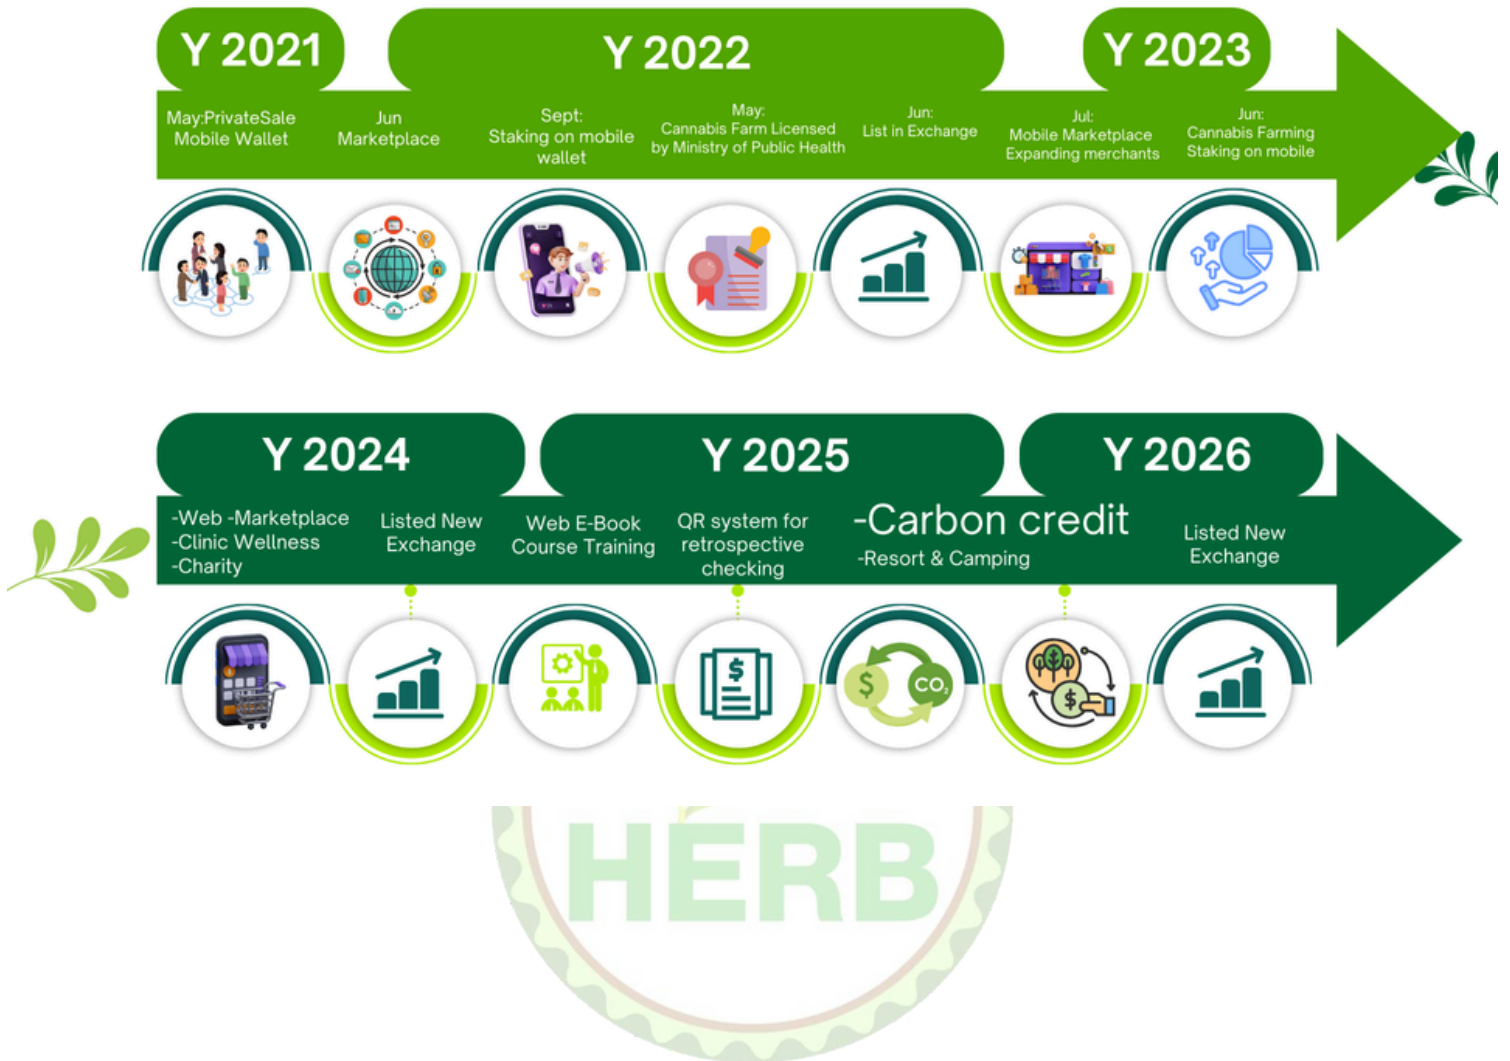 Y 2021
Y 2022
Y 2023
May:PrivateSale
Mobile Wallet
Jun
Marketplace
Sept:
Staking on mobile
wallet
May:
Cannabis Farm Licensed
by Ministry of Public Health
Jun:
List in Exchange
Jul:
Mobile Marketplace
Expanding merchants
Jun:
Cannabis Farming
Staking on mobile
Y 2024
Y 2025
Y 2026
-Web -Marketplace
-Clinic Wellness
-Charity
Listed New
Exchange
Web E-Book
Course Training
QR system for
retrospective
checking
-Carbon credit
-Resort & Camping
Listed New
Exchange
$
$
CO₂
$
HERB